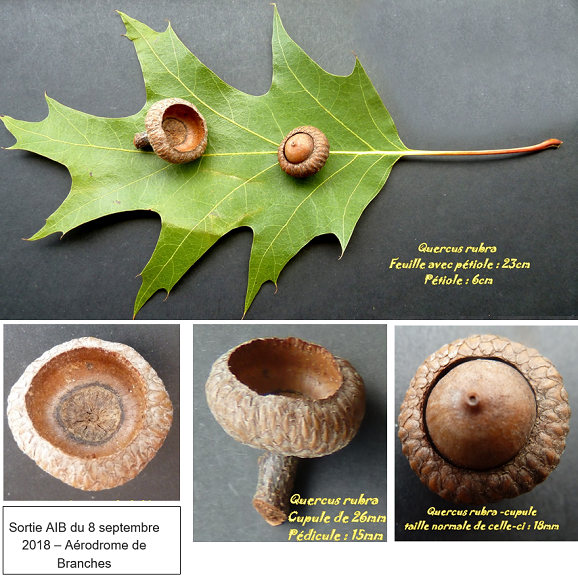 Quercus rubra
Feuille avec pétiole : 23cm
Pétiole : 6cm
Quercus rubra
Cupule de 26mm
Pédicule : 15mm
Quercus rubra -cupule
taille normale de celle-ci : 18mm
Sortie AIB du 8 septembre
2018 – Aérodrome de
Branches